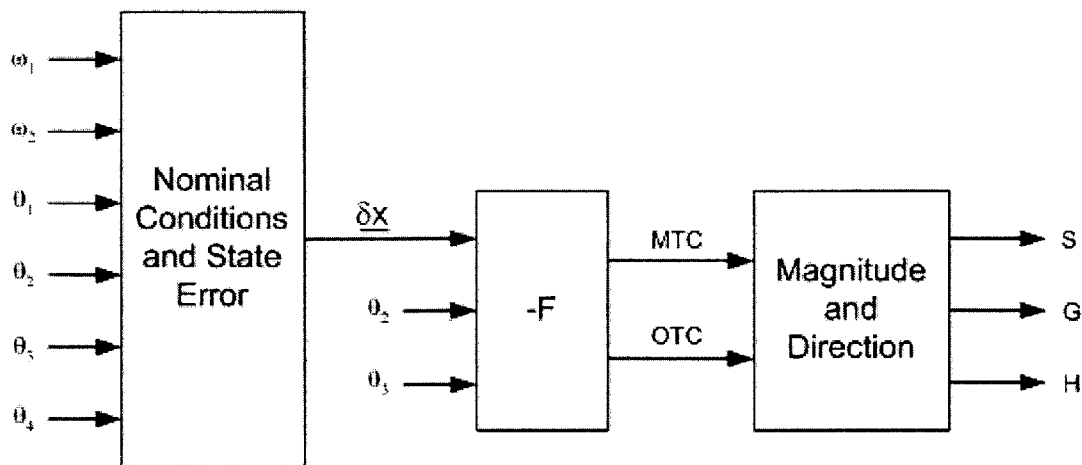 ω₁
ω₂
θ₁
θ₂
θ₃
θ₄
Nominal
Conditions
and State
Error
δx
θ₂
θ₃
-F
MTC
OTC
Magnitude
and
Direction
S
G
H